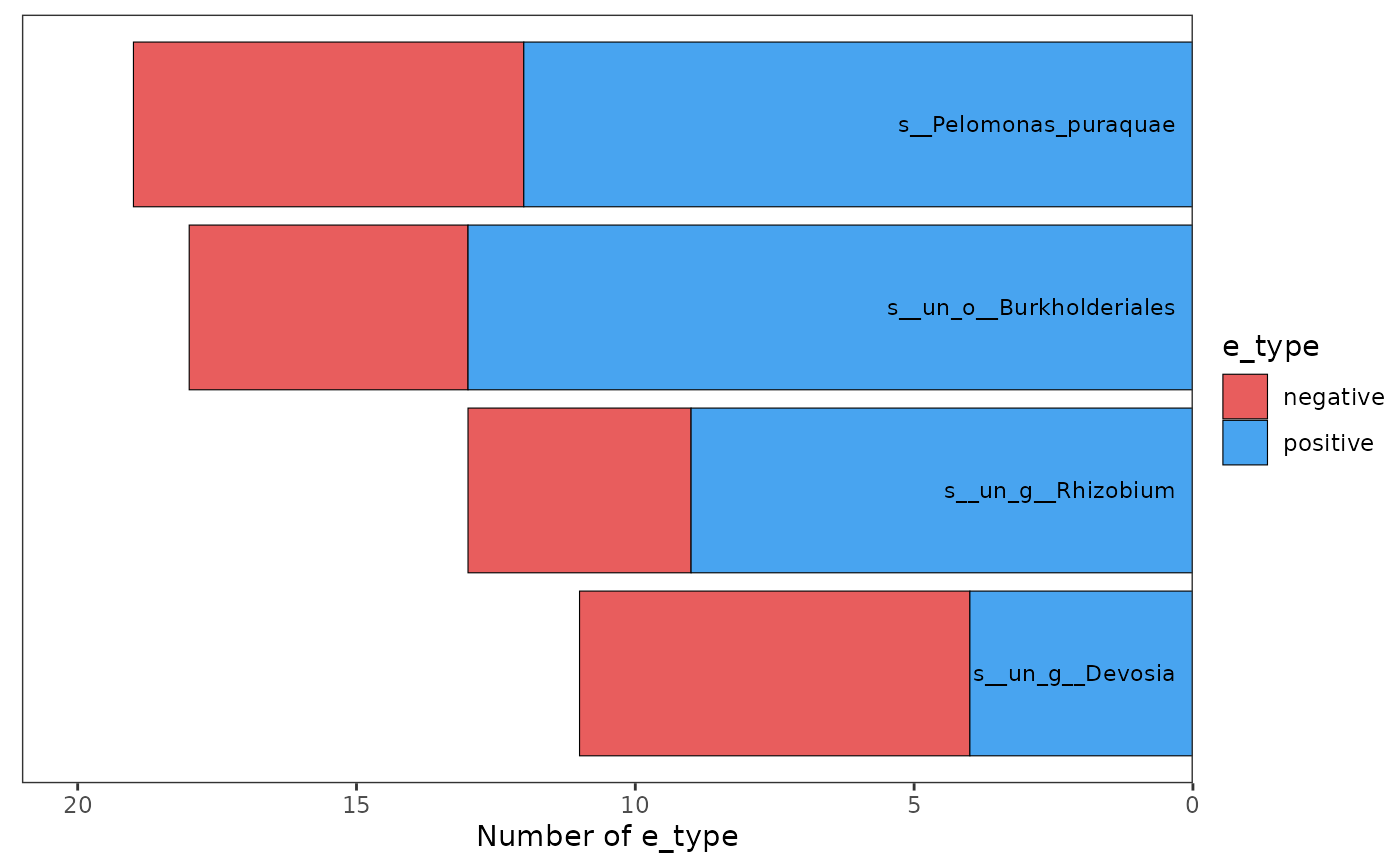 s__Pelomonas_puraquae
s__un_o__Burkholderiales
s__un_g__Rhizobium
s__un_g__Devosia
20 15 10 5 0
Number of e_type
e_type
negative
positive